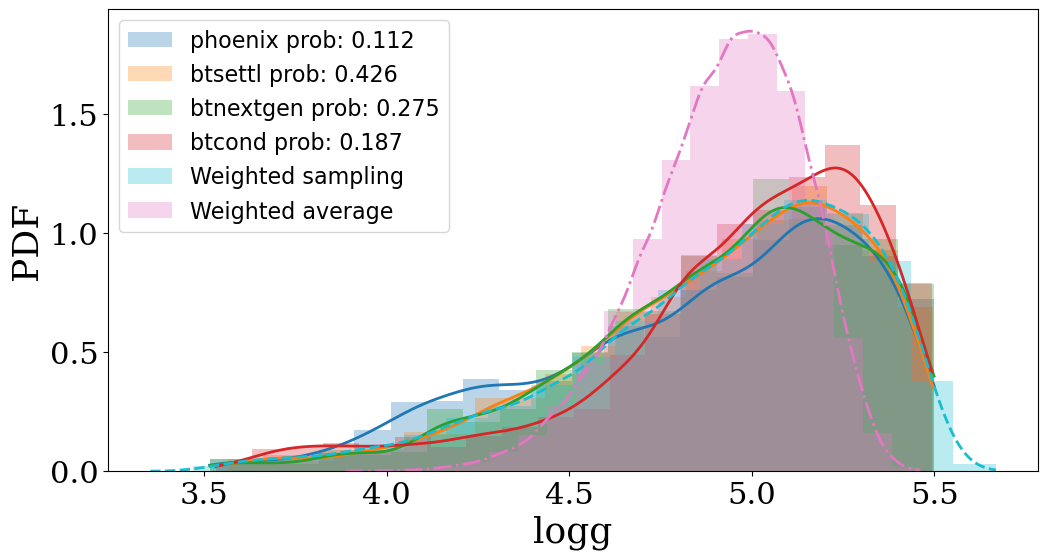 phoenix prob: 0.112
btsettl prob: 0.426
btnextgen prob: 0.275
btcond prob: 0.187
Weighted sampling
Weighted average
PDF
1.5
1.0
0.5
0.0
3.5 4.0 4.5 5.0 5.5
logg